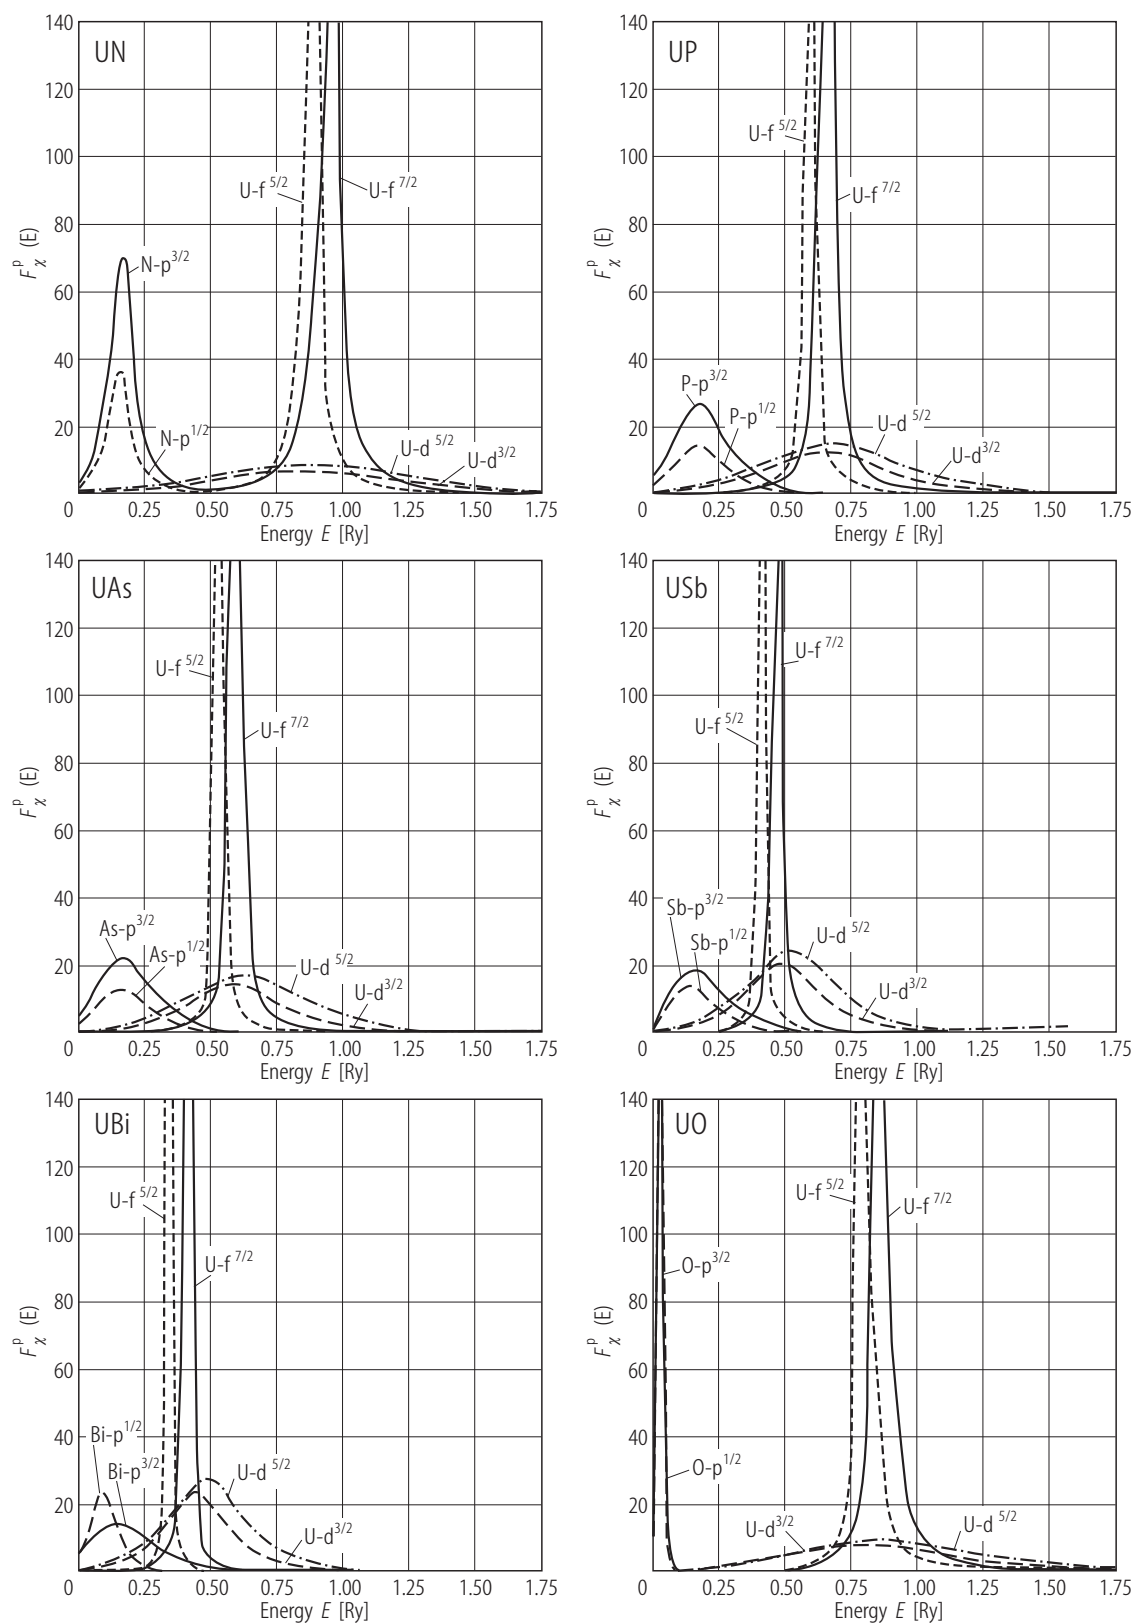 UN
140
120
100
80
60
40
20
F_χ^p (E)
U-f 5/2
U-f 7/2
N-p3/2
N-p1/2
U-d 5/2
U-d3/2
0 0.25 0.50 0.75 1.00 1.25 1.50 1.75
Energy E [Ry]
UP
140
120
100
80
60
40
20
F_χ^p (E)
U-f 5/2
U-f 7/2
P-p3/2
P-p1/2
U-d 5/2
U-d3/2
0 0.25 0.50 0.75 1.00 1.25 1.50 1.75
Energy E [Ry]
UAs
140
120
100
80
60
40
20
F_χ^p (E)
U-f 5/2
U-f 7/2
As-p3/2
As-p1/2
U-d 5/2
U-d3/2
0 0.25 0.50 0.75 1.00 1.25 1.50 1.75
Energy E [Ry]
USb
140
120
100
80
60
40
20
F_χ^p (E)
U-f 7/2
U-f 5/2
Sb-p3/2
Sb-p1/2
U-d 5/2
U-d3/2
0 0.25 0.50 0.75 1.00 1.25 1.50 1.75
Energy E [Ry]
UBi
140
120
100
80
60
40
20
0
F_χ^p (E)
U-f 5/2
U-f 7/2
Bi-p1/2
Bi-p3/2
U-d 5/2
U-d3/2
0 0.25 0.50 0.75 1.00 1.25 1.50 1.75
Energy E [Ry]
UO
140
120
100
80
60
40
20
0
F_χ^p (E)
U-f 5/2
U-f 7/2
O-p3/2
O-p1/2
U-d3/2
U-d 5/2
0 0.25 0.50 0.75 1.00 1.25 1.50 1.75
Energy E [Ry]